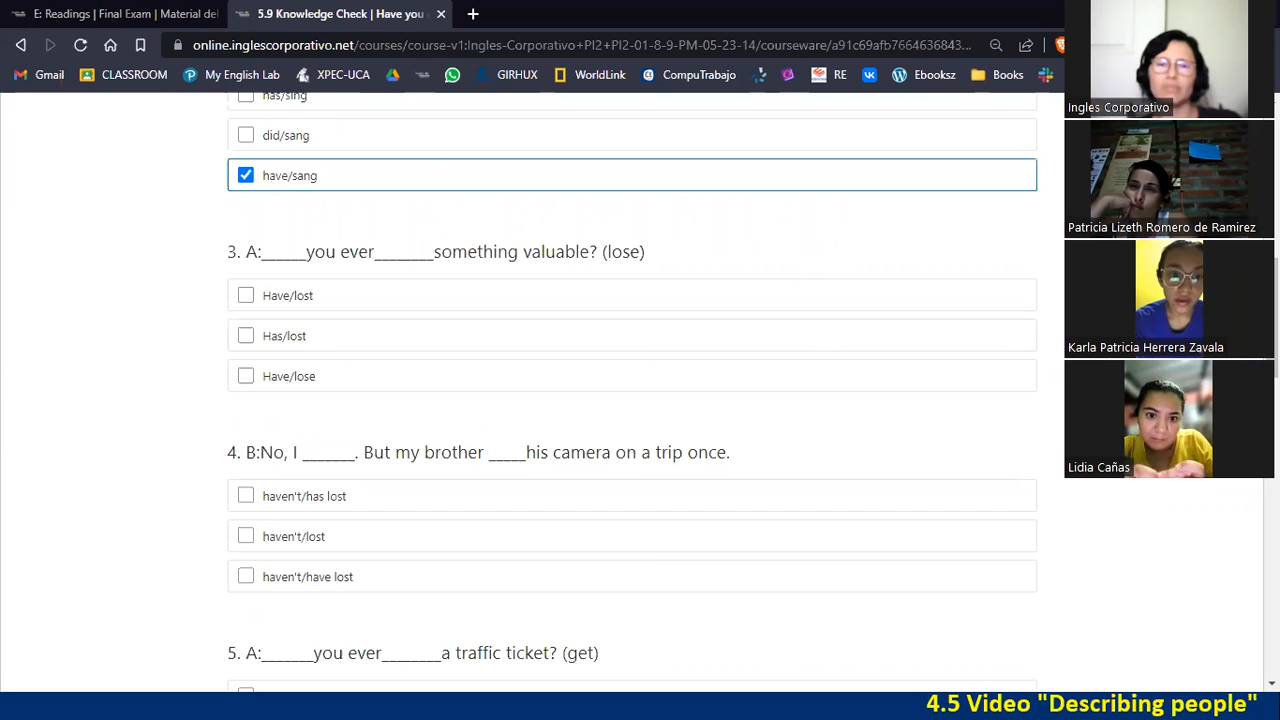 E: Readings | Final Exam | Material del
5.9 Knowledge Check | Have you
online.inglescorporativo.net/courses/course-v1:Ingles-Corporativo+PI2+PI2-01-8-9-PM-05-23-14/courseware/a91c69afb7664636843...
Gmail CLASSROOM My English Lab XPEC-UCA GIRHUX WorldLink CompuTrabajo RE Ebooksz Books
has/sing
did/sang
have/sang
3. A:______you ever________something valuable? (lose)
Have/lost
Has/lost
Have/lose
4. B:No, I _______. But my brother _____his camera on a trip once.
haven't/has lost
haven't/lost
haven't/have lost
5. A:_______you ever________a traffic ticket? (get)
Ingles Corporativo
Patricia Lizeth Romero de Ramirez
Karla Patricia Herrera Zavala
Lidia Cañas
4.5 Video "Describing people"